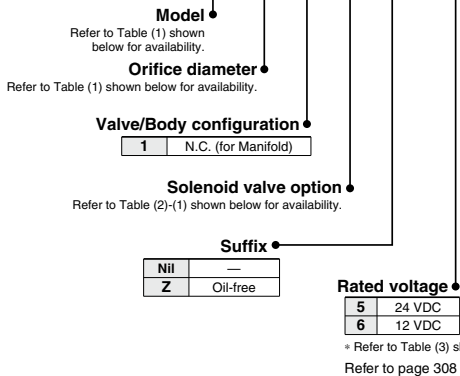 Model
Refer to Table (1) shown
below for availability.
Orifice diameter
Refer to Table (1) shown below for availability.
Valve/Body configuration
1 N.C. (for Manifold)
Solenoid valve option
Refer to Table (2)-(1) shown below for availability.
Suffix
Nil —
Z Oil-free
Rated voltage
5 24 VDC
6 12 VDC
* Refer to Table (3)
Refer to page 308